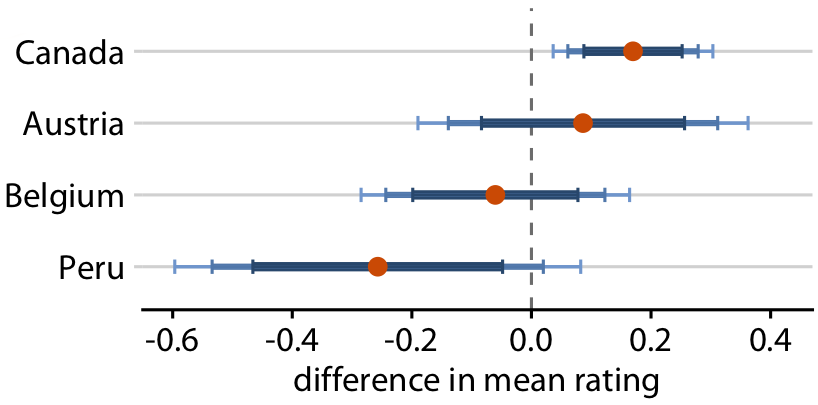 Canada
Austria
Belgium
Peru
-0.6 -0.4 -0.2 0.0 0.2 0.4
difference in mean rating